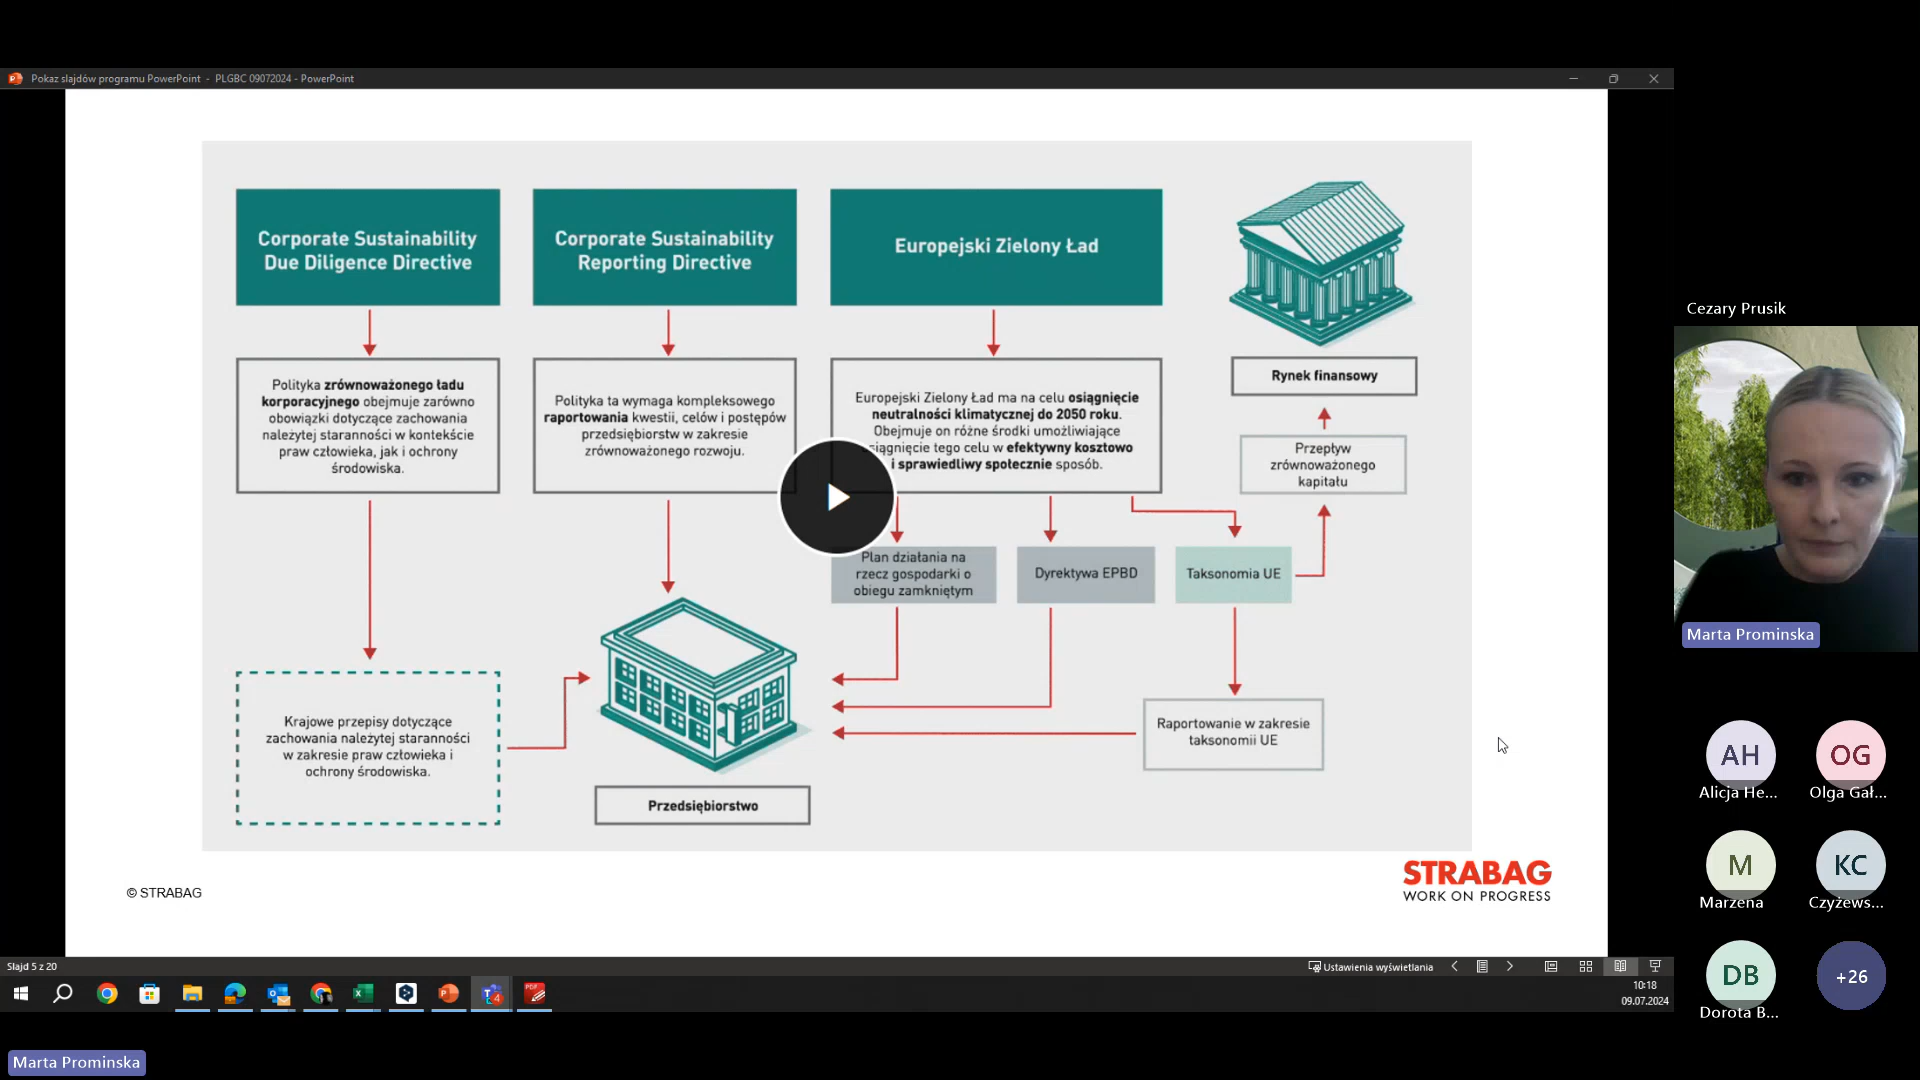 Pokaz slajdów programu PowerPoint - PLGBC 09072024 - PowerPoint
Corporate Sustainability
Due Diligence Directive
Corporate Sustainability
Reporting Directive
Europejski Zielony Ład
Polityka zrównoważonego ładu
korporacyjnego obejmuje zarówno
obowiązki dotyczące zachowania
należytej staranności w kontekście
praw człowieka, jak i ochrony
środowiska.
Polityka ta wymaga kompleksowego
raportowania kwestii, celów i postępów
przedsiębiorstw w zakresie
zrównoważonego rozwoju.
Europejski Zielony Ład ma na celu osiągnięcie
neutralności klimatycznej do 2050 roku.
Obejmuje on różne środki umożliwiające
siągnięcie tego celu w efektywny kosztowo
i sprawiedliwy społecznie sposób.
Rynek finansowy
Przepływ
zrównoważonego
kapitału
Plan działania na
rzecz gospodarki o
obiegu zamkniętym
Dyrektywa EPBD
Taksonomia UE
Krajowe przepisy dotyczące
zachowania należytej staranności
w zakresie praw człowieka i
ochrony środowiska.
Raportowanie w zakresie
taksonomii UE
Przedsiębiorstwo
© STRABAG
STRABAG
WORK ON PROGRESS
Slajd 5 z 20
Ustawienia wyświetlania
10:18
09.07.2024
Cezary Prusik
Marta Prominska
AH
Alicja He...
OG
Olga Gał...
M
Marzena
KC
Czyżews...
DB
Dorota B...
+26
Marta Prominska